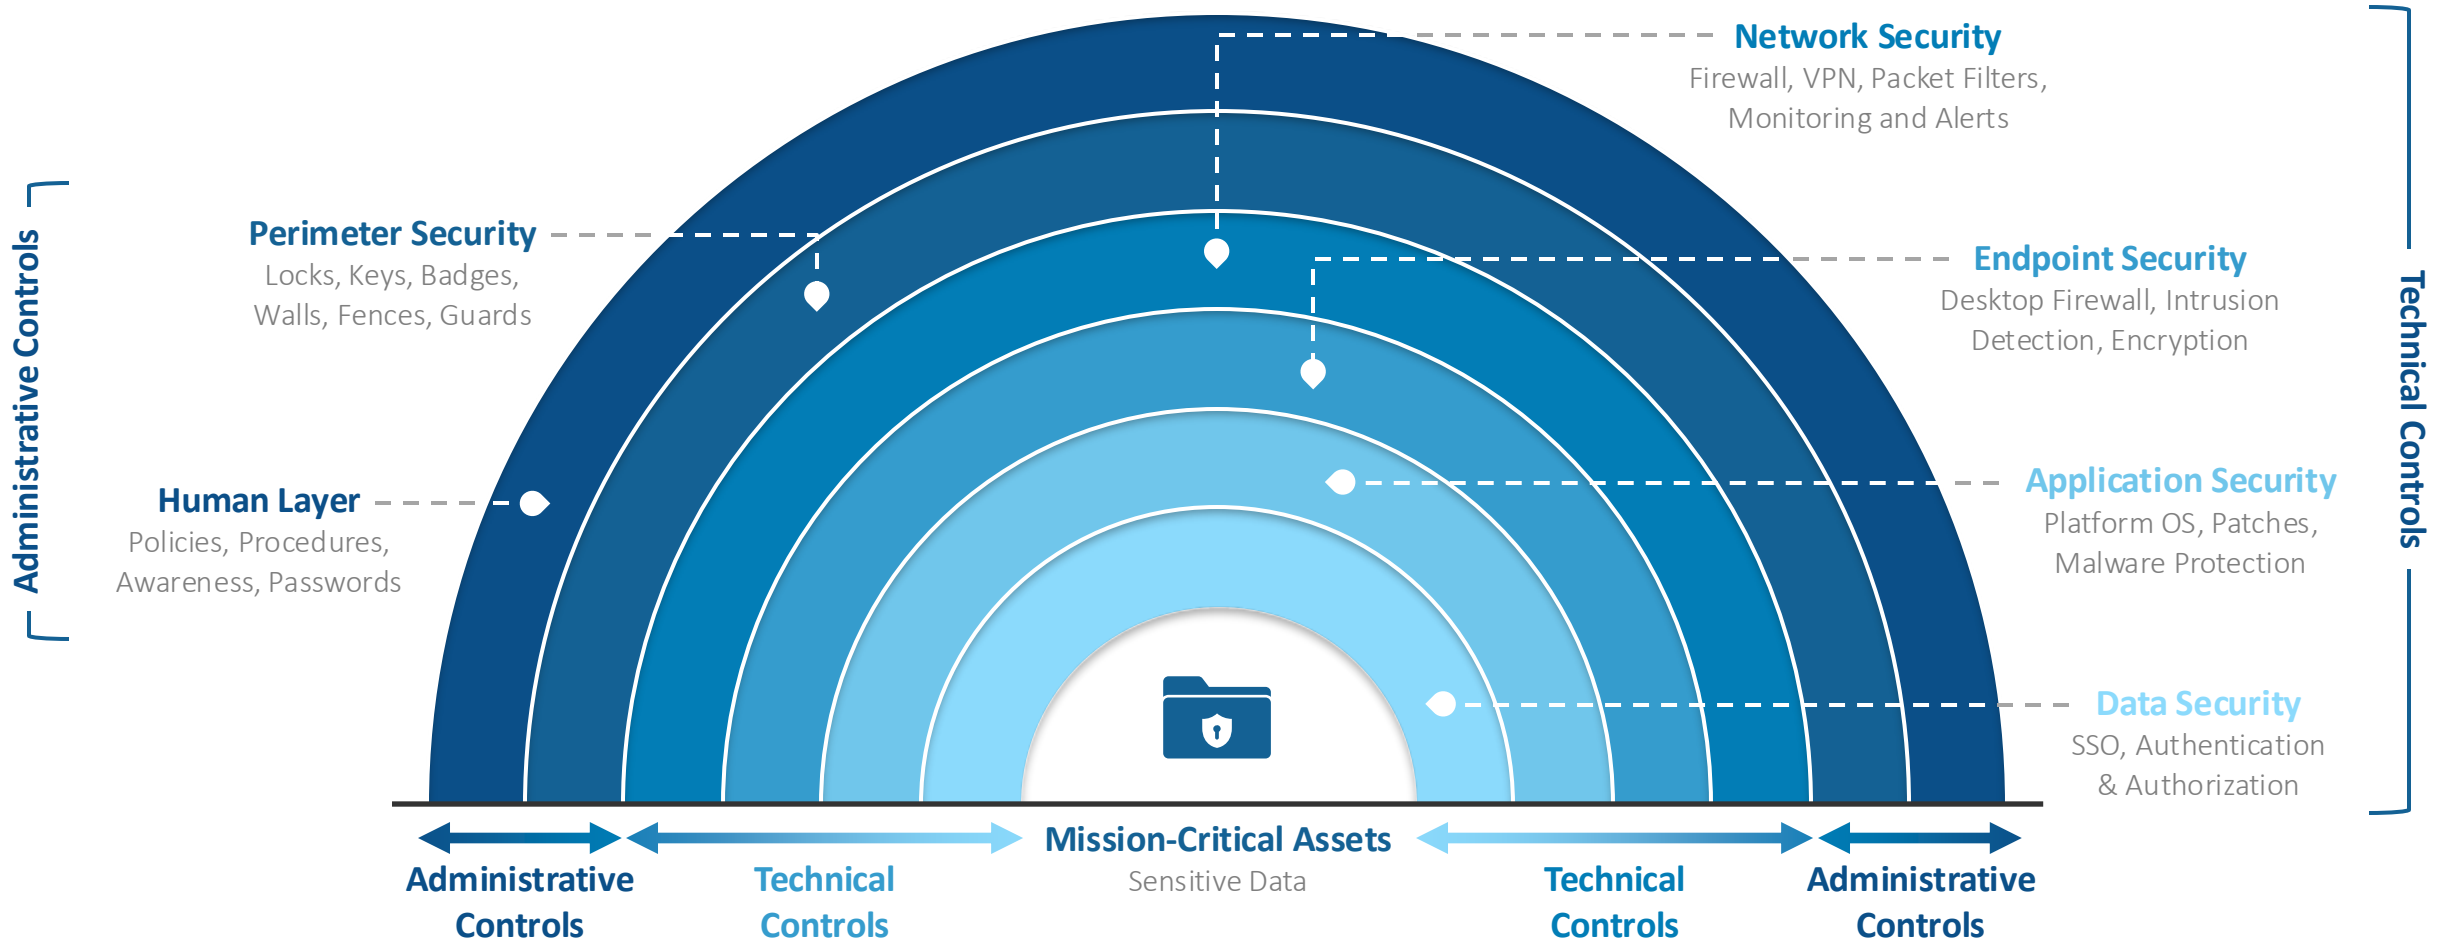 Administrative Controls
Perimeter Security
Locks, Keys, Badges,
Walls, Fences, Guards
Human Layer
Policies, Procedures,
Awareness, Passwords
Network Security
Firewall, VPN, Packet Filters,
Monitoring and Alerts
Endpoint Security
Desktop Firewall, Intrusion
Detection, Encryption
Application Security
Platform OS, Patches,
Malware Protection
Data Security
SSO, Authentication
& Authorization
Technical Controls
Administrative
Controls
Technical
Controls
Mission-Critical Assets
Sensitive Data
Technical
Controls
Administrative
Controls